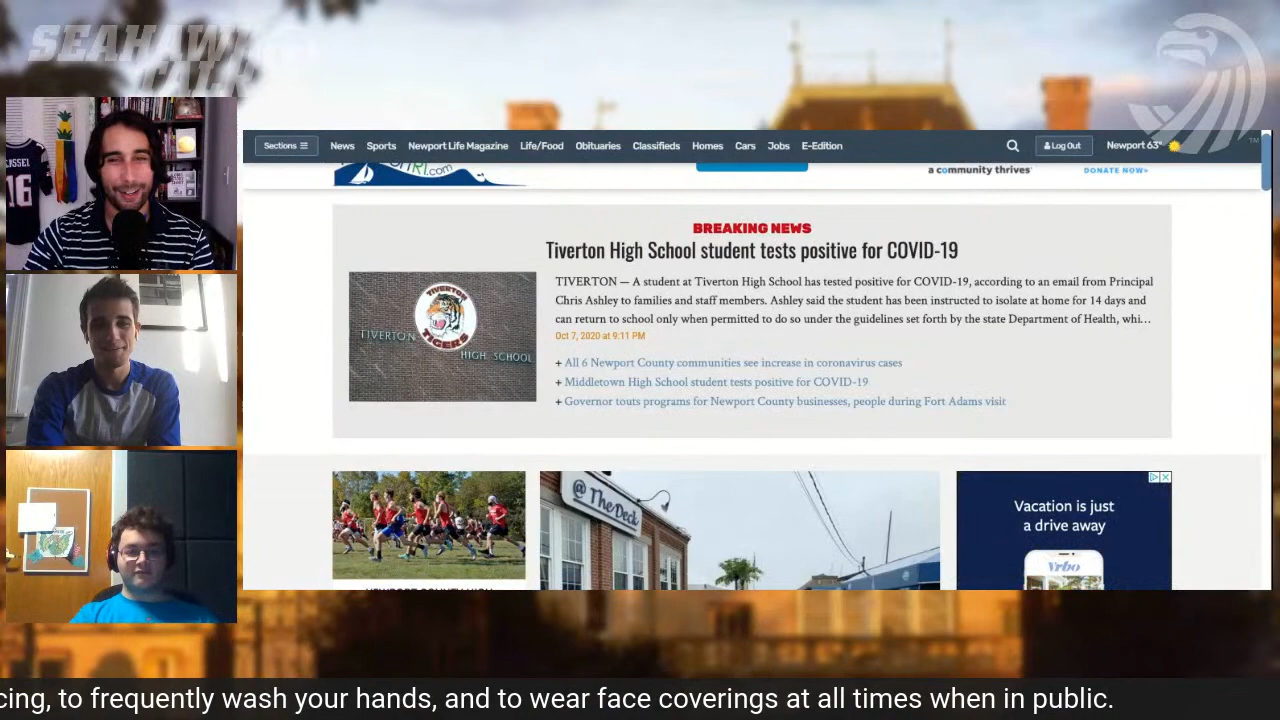 SEAHAWK
TALK
TM
16
Sections
News
Sports
Newport Life Magazine
Life/Food
Obituaries
Classifieds
Homes
Cars
Jobs
E-Edition
Log Out
Newport 63°
RI.com
a community thrives
DONATE NOW>
BREAKING NEWS
Tiverton High School student tests positive for COVID-19
TIVERTON
TIGERS
TIVERTON
HIGH SCHOOL
TIVERTON — A student at Tiverton High School has tested positive for COVID-19, according to an email from Principal
Chris Ashley to families and staff members. Ashley said the student has been instructed to isolate at home for 14 days and
can return to school only when permitted to do so under the guidelines set forth by the state Department of Health, whi...
Oct 7, 2020 at 9:11 PM
+ All 6 Newport County communities see increase in coronavirus cases
+ Middletown High School student tests positive for COVID-19
+ Governor touts programs for Newport County businesses, people during Fort Adams visit
@ The Deck
Vacation is just
a drive away
Vrbo
cing, to frequently wash your hands, and to wear face coverings at all times when in public.